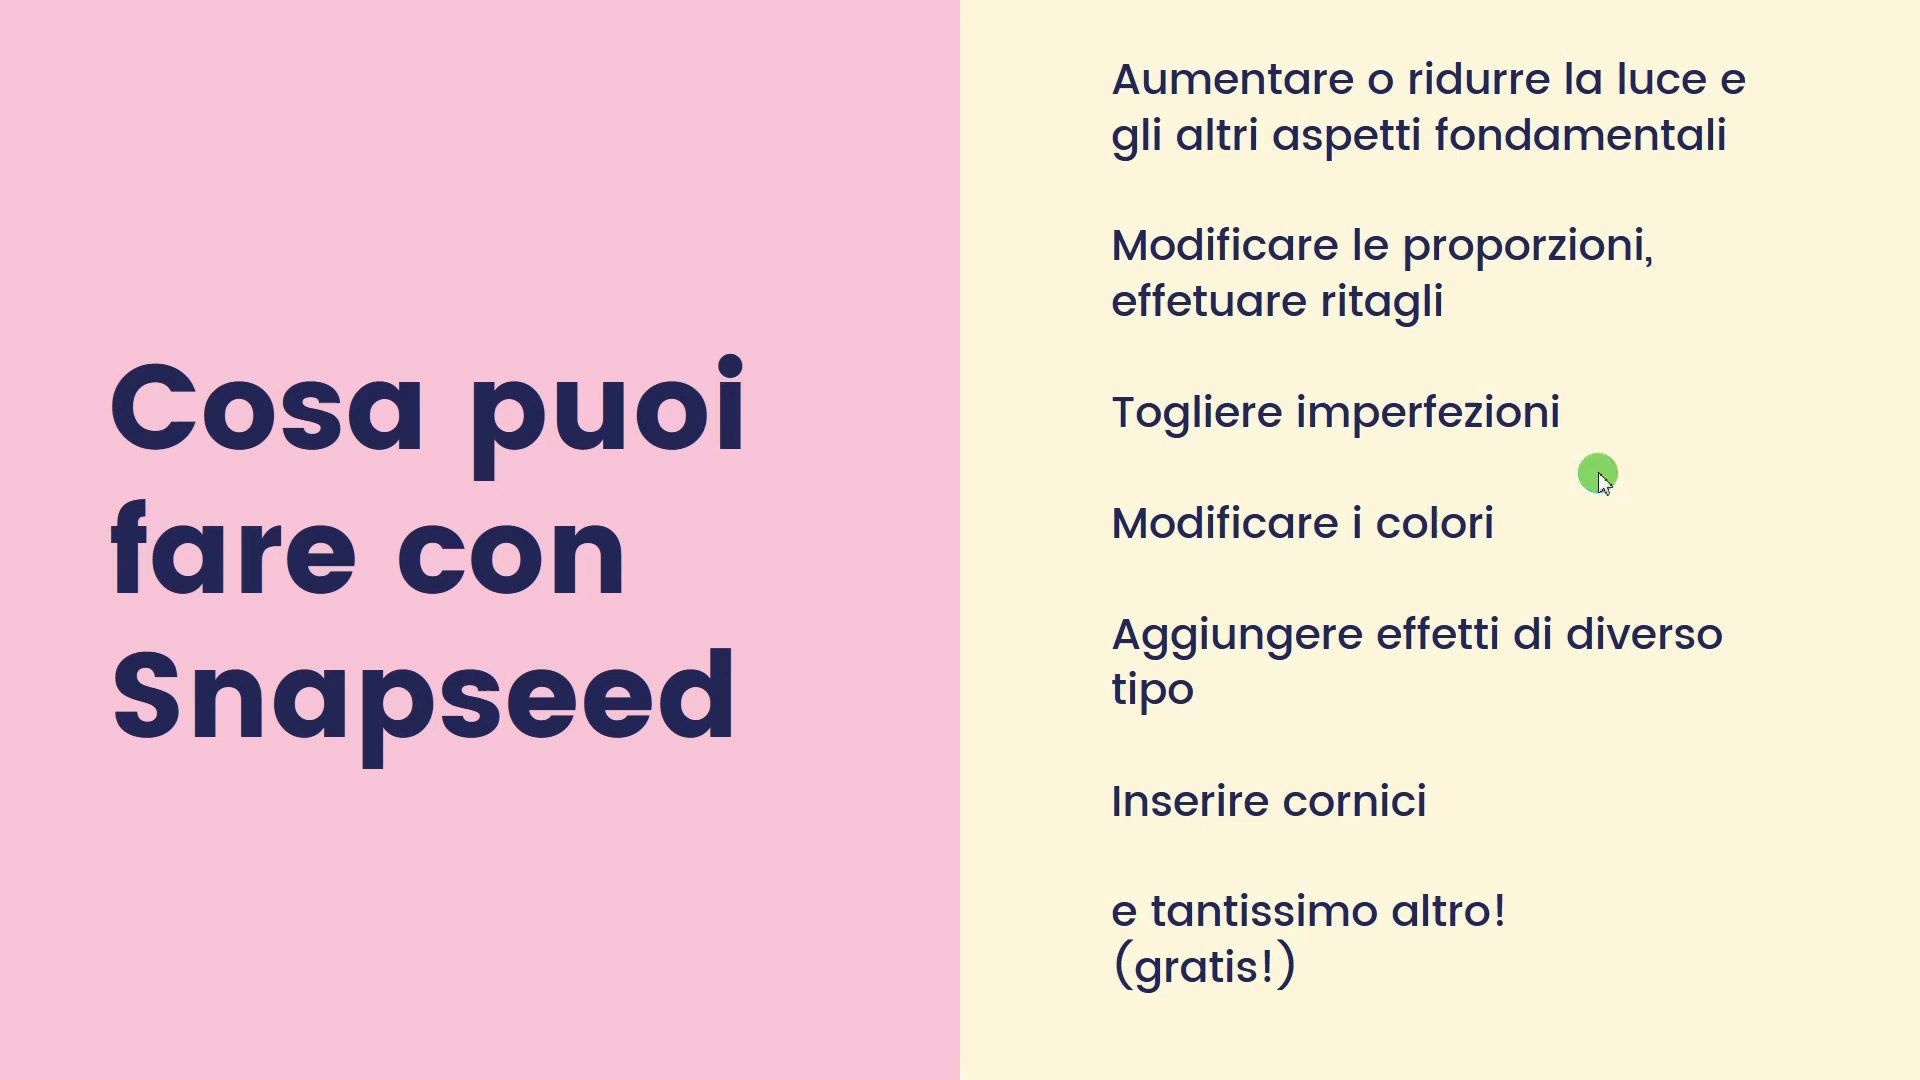 Cosa puoi
fare con
Snapseed
Aumentare o ridurre la luce e
gli altri aspetti fondamentali
Modificare le proporzioni,
effetuare ritagli
Togliere imperfezioni
Modificare i colori
Aggiungere effetti di diverso
tipo
Inserire cornici
e tantissimo altro!
(gratis!)